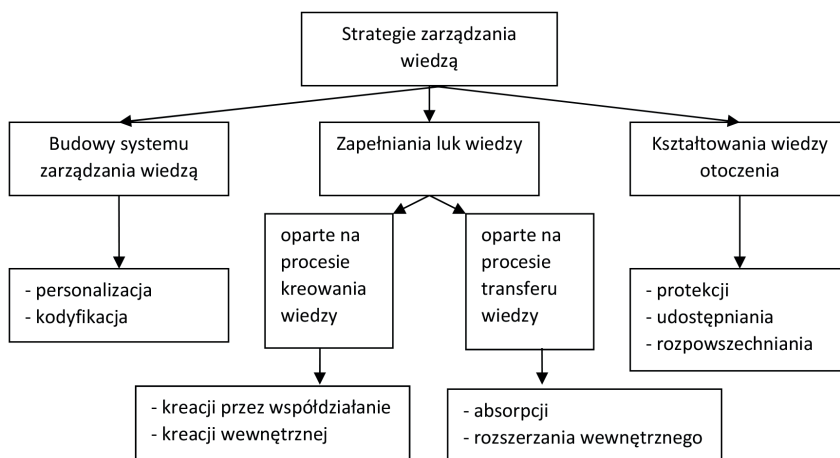 Strategie zarządzania
wiedzą
Budowy systemu
zarządzania wiedzą
Zapełniania luk wiedzy
Kształtowania wiedzy
otoczenia
oparte na
procesie
kreowania
wiedzy
oparte na
procesie
transferu
wiedzy
- personalizacja
- kodyfikacja
- protekcji
- udostępniania
- rozpowszechniania
- kreacji przez współdziałanie
- kreacji wewnętrznej
- absorpcji
- rozszerzania wewnętrznego